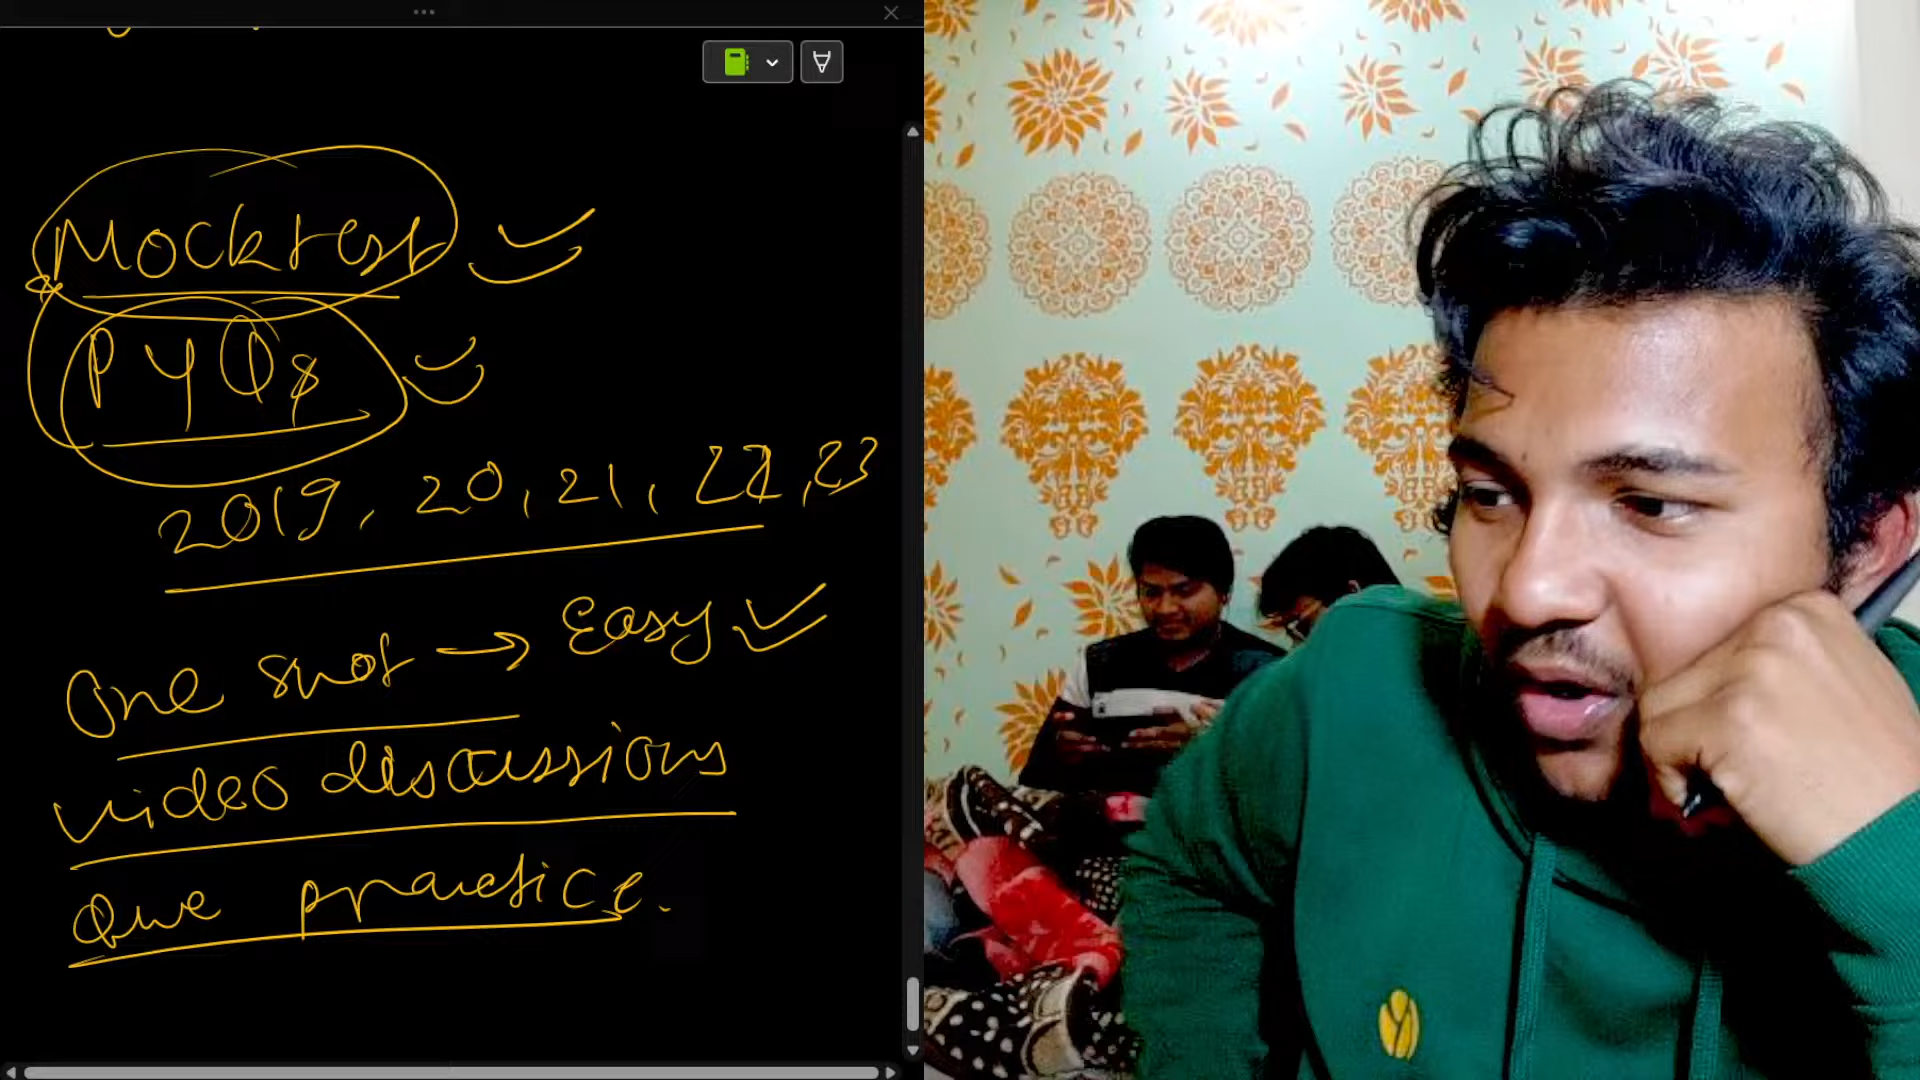 Mocktest
PYQs
2019, 20, 21, 22, 23
One shot → Easy
video discussions
Que practice.